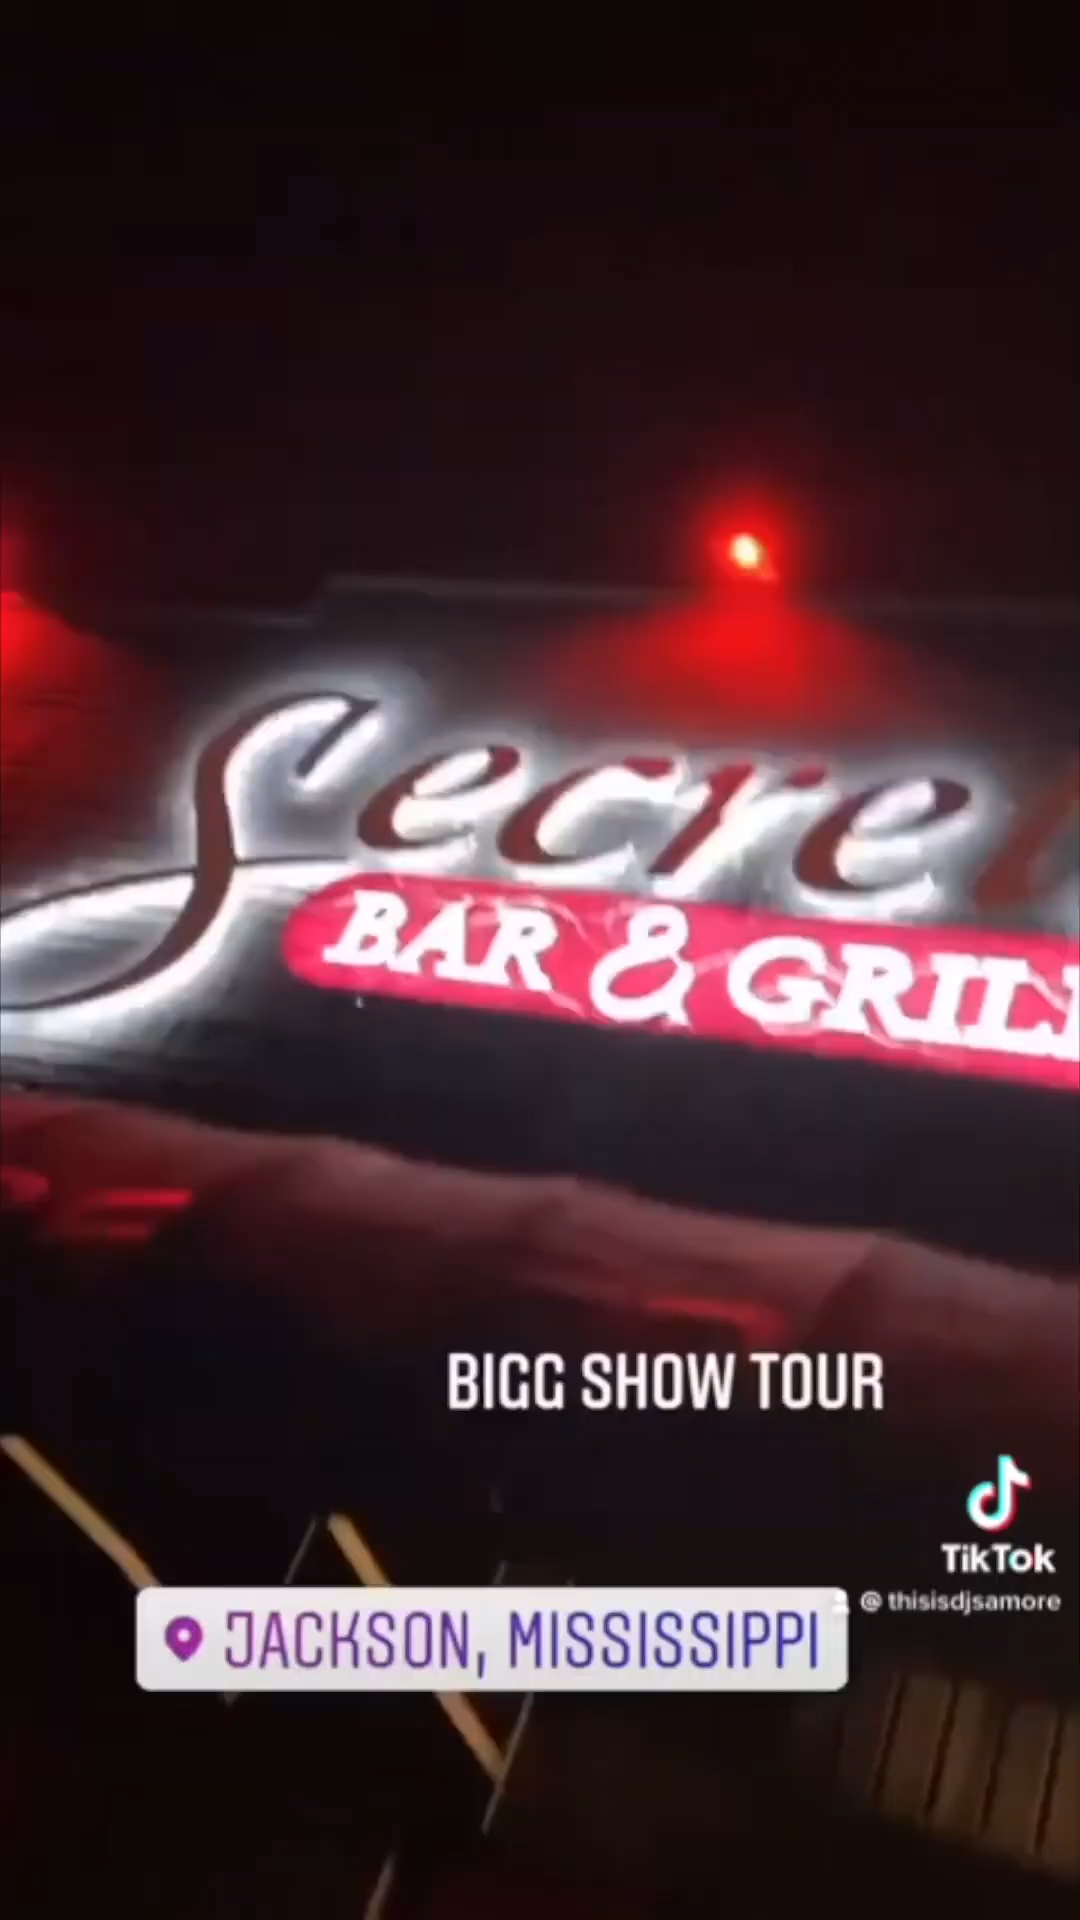 Secre
BAR & GRIL
BIGG SHOW TOUR
TikTok
@ thisisdjsamore
JACKSON, MISSISSIPPI